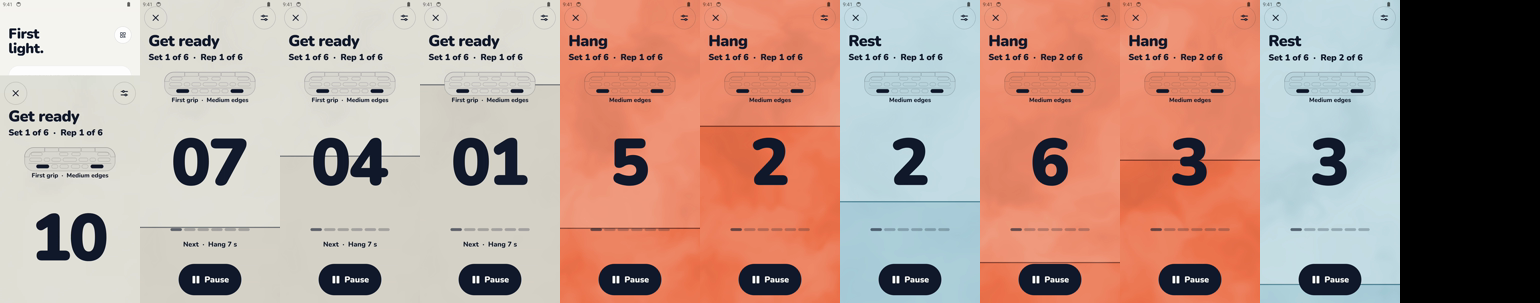 9:41
First
light.
Get ready
Set 1 of 6 · Rep 1 of 6
First grip · Medium edges
10
9:41
Get ready
Set 1 of 6 · Rep 1 of 6
First grip · Medium edges
07
Next · Hang 7 s
Pause
9:41
Get ready
Set 1 of 6 · Rep 1 of 6
First grip · Medium edges
04
Next · Hang 7 s
Pause
9:41
Get ready
Set 1 of 6 · Rep 1 of 6
First grip · Medium edges
01
Next · Hang 7 s
Pause
9:41
Hang
Set 1 of 6 · Rep 1 of 6
Medium edges
5
Pause
9:41
Hang
Set 1 of 6 · Rep 1 of 6
Medium edges
2
Pause
9:41
Rest
Set 1 of 6 · Rep 1 of 6
Medium edges
2
Pause
9:41
Hang
Set 1 of 6 · Rep 2 of 6
Medium edges
6
Pause
9:41
Hang
Set 1 of 6 · Rep 2 of 6
Medium edges
3
Pause
9:41
Rest
Set 1 of 6 · Rep 2 of 6
Medium edges
3
Pause